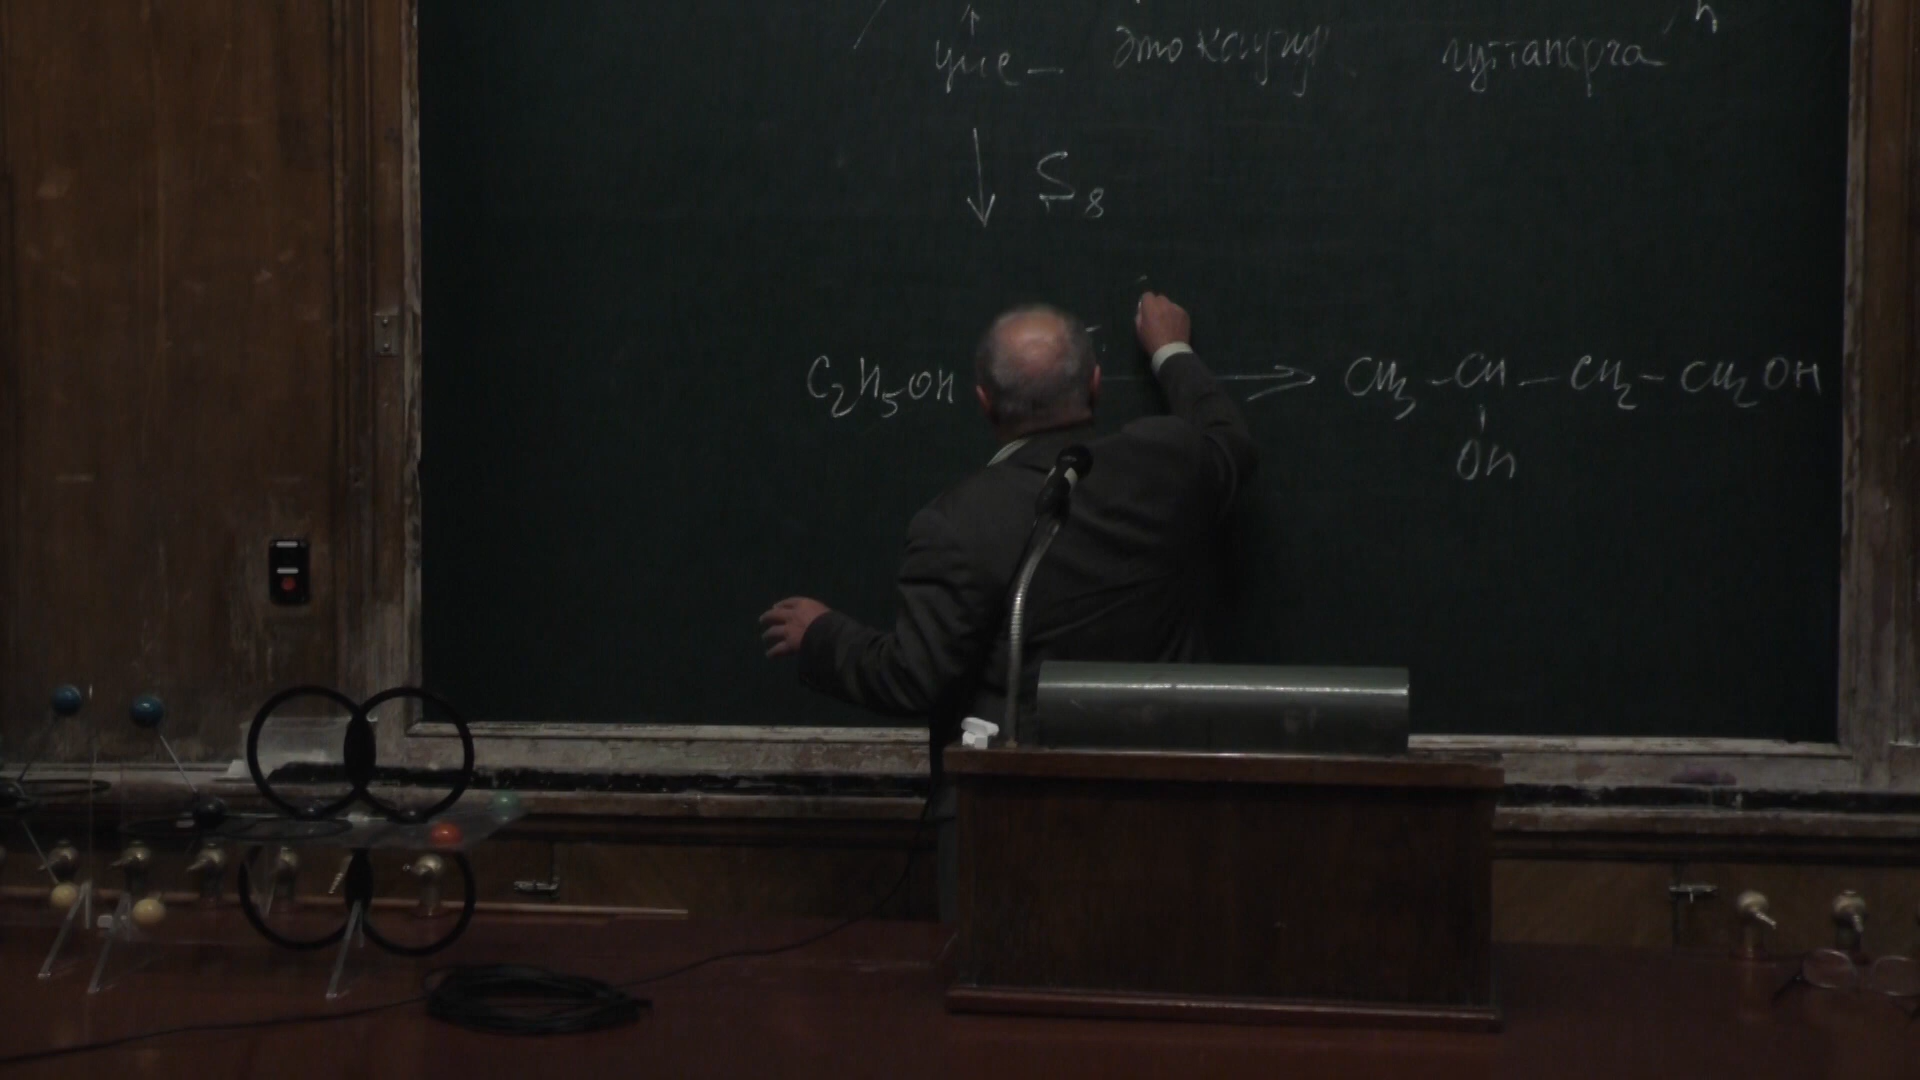 n
цис– это каучук гуттаперча
S₈
C₂H₅OH → CH₃–CH–CH₂–CH₂OH
OH